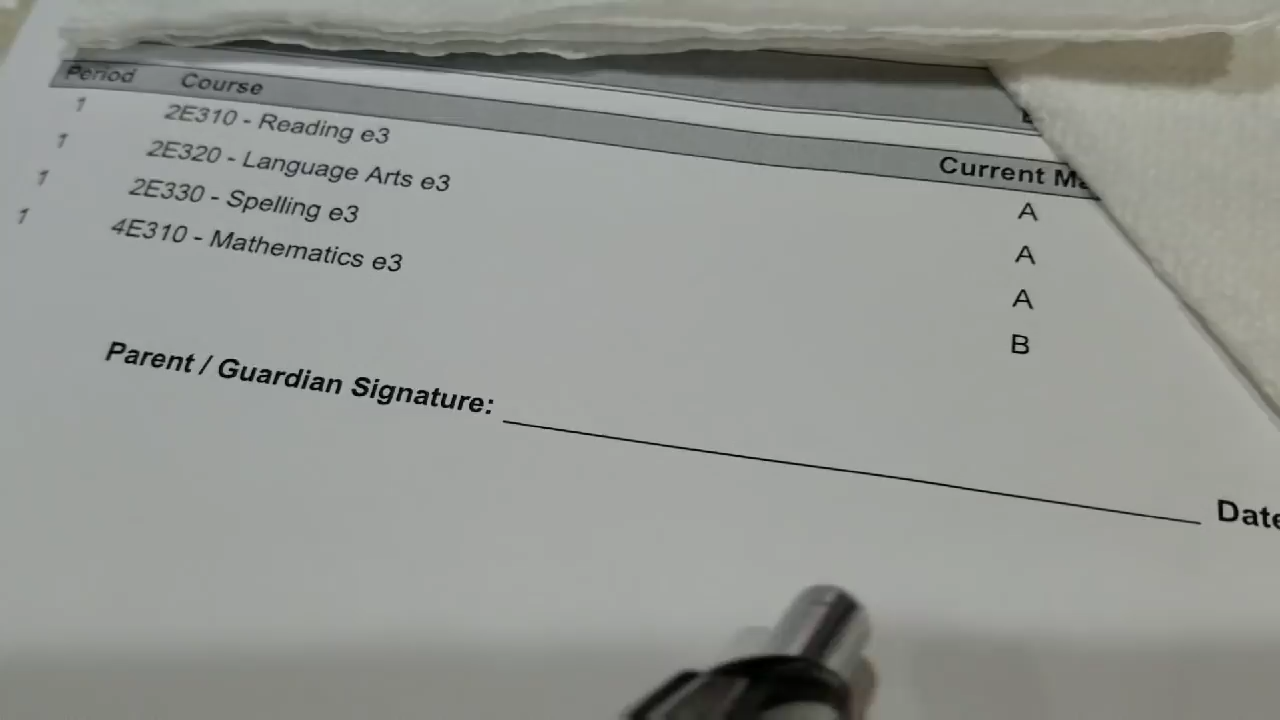 Period Course Current
1 2E310 - Reading e3 A
1 2E320 - Language Arts e3 A
1 2E330 - Spelling e3 A
1 4E310 - Mathematics e3 B
Parent / Guardian Signature: Date